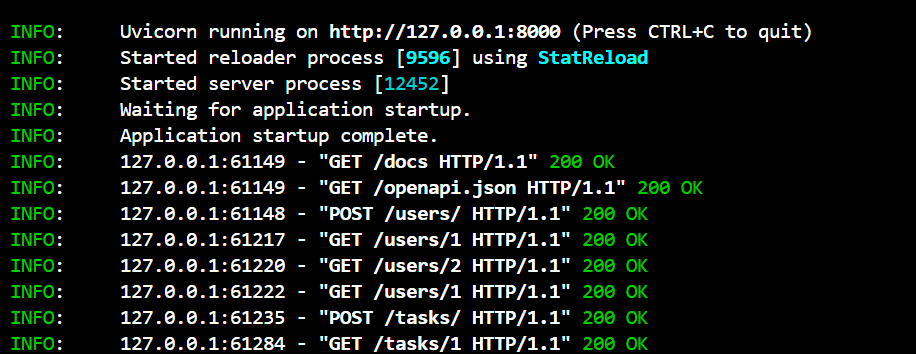 INFO:     Uvicorn running on http://127.0.0.1:8000 (Press CTRL+C to quit)
INFO:     Started reloader process [9596] using StatReload
INFO:     Started server process [12452]
INFO:     Waiting for application startup.
INFO:     Application startup complete.
INFO:     127.0.0.1:61149 - "GET /docs HTTP/1.1" 200 OK
INFO:     127.0.0.1:61149 - "GET /openapi.json HTTP/1.1" 200 OK
INFO:     127.0.0.1:61148 - "POST /users/ HTTP/1.1" 200 OK
INFO:     127.0.0.1:61217 - "GET /users/1 HTTP/1.1" 200 OK
INFO:     127.0.0.1:61220 - "GET /users/2 HTTP/1.1" 200 OK
INFO:     127.0.0.1:61222 - "GET /users/1 HTTP/1.1" 200 OK
INFO:     127.0.0.1:61235 - "POST /tasks/ HTTP/1.1" 200 OK
INFO:     127.0.0.1:61284 - "GET /tasks/1 HTTP/1.1" 200 OK